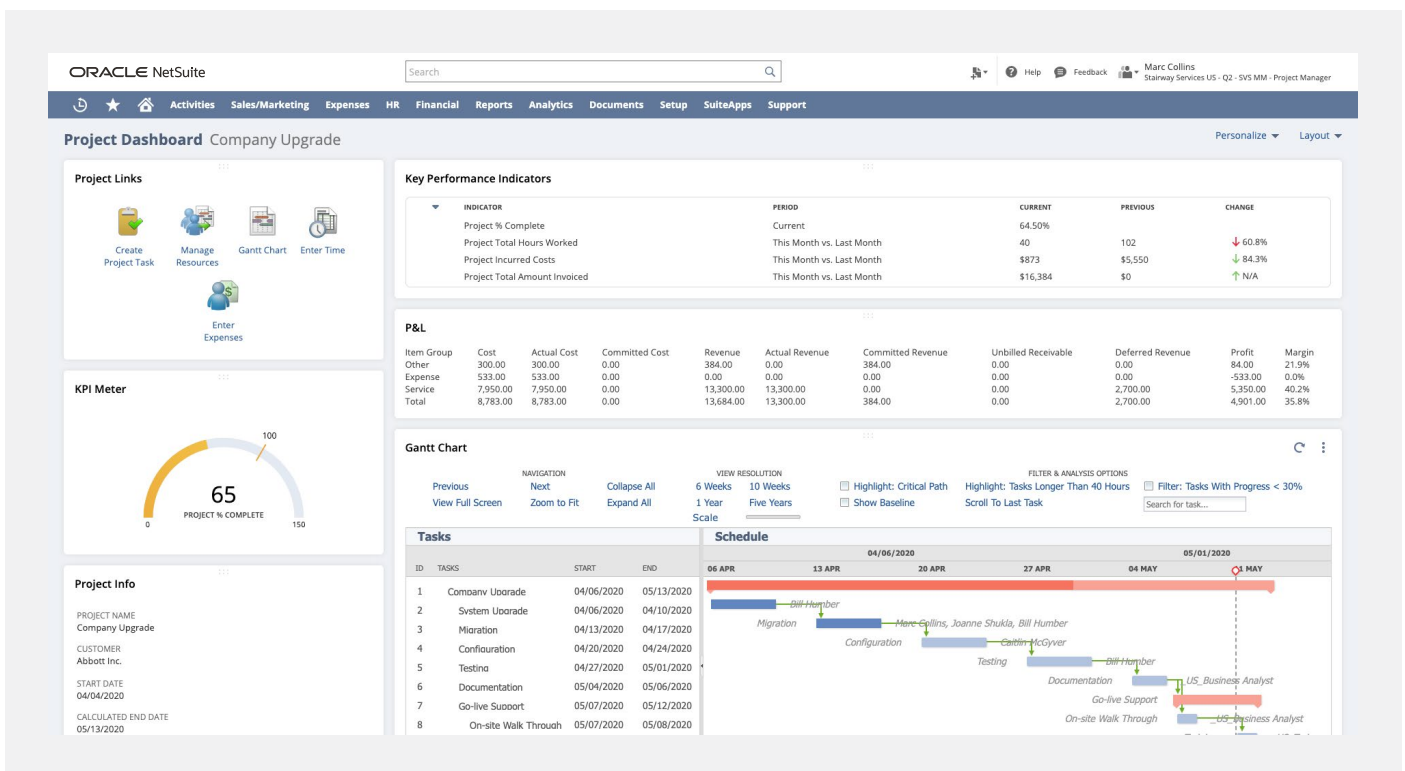 ORACLE NetSuite
Search
Help
Feedback
Marc Collins
Stairway Services US - Q2 - SVS MM - Project Manager
Activities Sales/Marketing Expenses HR Financial Reports Analytics Documents Setup SuiteApps Support
Project Dashboard Company Upgrade
Personalize Layout
Project Links
Create Project Task
Manage Resources
Gantt Chart
Enter Time
Enter Expenses
KPI Meter
100
65
PROJECT % COMPLETE
0
150
Project Info
PROJECT NAME
Company Upgrade
CUSTOMER
Abbott Inc.
START DATE
04/04/2020
CALCULATED END DATE
05/13/2020
Key Performance Indicators
INDICATOR PERIOD CURRENT PREVIOUS CHANGE
Project % Complete Current 64.50%
Project Total Hours Worked This Month vs. Last Month 40 102 ↓ 60.8%
Project Incurred Costs This Month vs. Last Month $873 $5,550 ↓ 84.3%
Project Total Amount Invoiced This Month vs. Last Month $16,384 $0 ↑ N/A
P&L
Item Group Cost Actual Cost Committed Cost Revenue Actual Revenue Committed Revenue Unbilled Receivable Deferred Revenue Profit Margin
Other 300.00 300.00 0.00 384.00 0.00 384.00 0.00 0.00 84.00 21.9%
Expense 533.00 533.00 0.00 0.00 0.00 0.00 0.00 0.00 -533.00 0.0%
Service 7,950.00 7,950.00 0.00 13,300.00 13,300.00 0.00 0.00 2,700.00 5,350.00 40.2%
Total 8,783.00 8,783.00 0.00 13,684.00 13,300.00 384.00 0.00 2,700.00 4,901.00 35.8%
Gantt Chart
NAVIGATION VIEW RESOLUTION FILTER & ANALYSIS OPTIONS
Previous Next Collapse All 6 Weeks 10 Weeks Highlight: Critical Path Highlight: Tasks Longer Than 40 Hours Filter: Tasks With Progress < 30%
View Full Screen Zoom to Fit Expand All 1 Year Five Years Show Baseline Scroll To Last Task Search for task...
Scale
Tasks Schedule
04/06/2020 05/01/2020
ID TASKS START END 06 APR 13 APR 20 APR 27 APR 04 MAY 1 MAY
1 Company Upgrade 04/06/2020 05/13/2020
2 System Upgrade 04/06/2020 04/10/2020 Bill Humber
3 Migration 04/13/2020 04/17/2020 Migration Marc Collins, Joanne Shukla, Bill Humber
4 Configuration 04/20/2020 04/24/2020 Configuration Caitlin McGyver
5 Testing 04/27/2020 05/01/2020 Testing Bill Humber
6 Documentation 05/04/2020 05/06/2020 Documentation _US_Business Analyst
7 Go-live Support 05/07/2020 05/12/2020 Go-live Support
8 On-site Walk Through 05/07/2020 05/08/2020 On-site Walk Through _US_Business Analyst